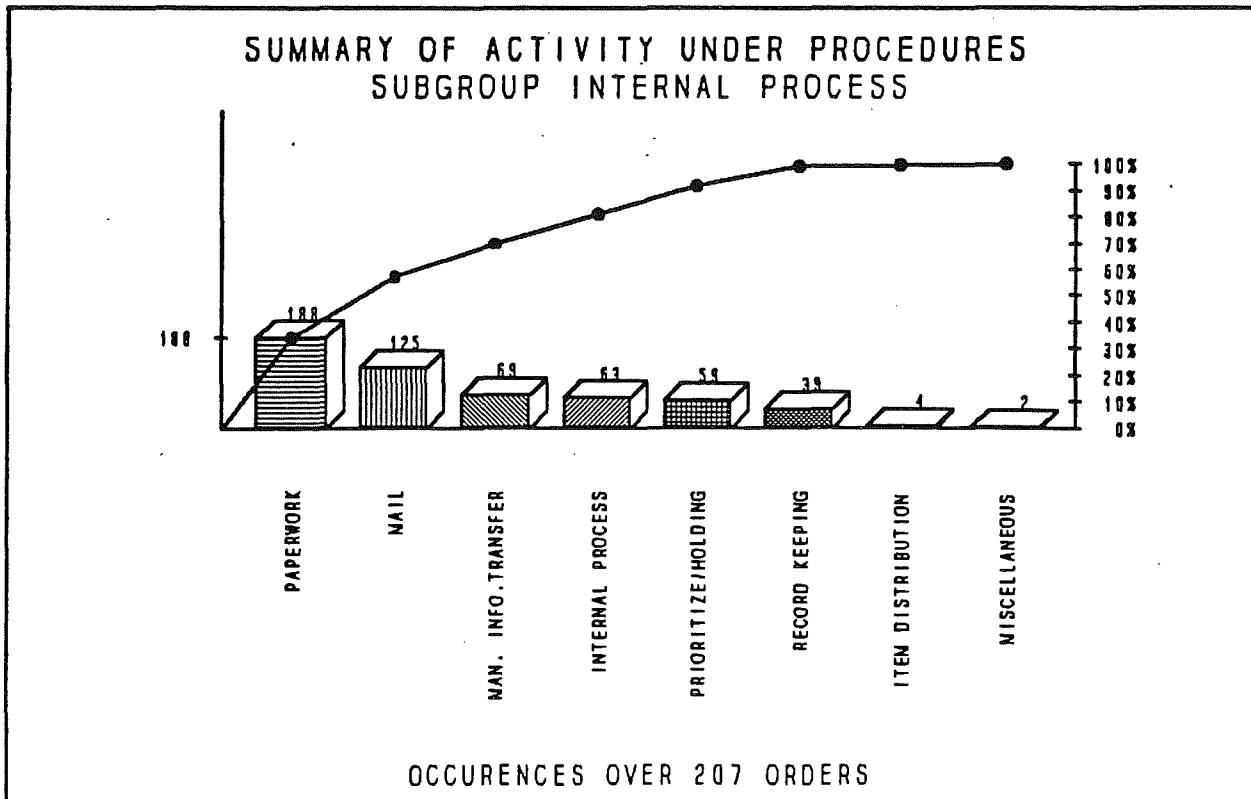 SUMMARY OF ACTIVITY UNDER PROCEDURES
SUBGROUP INTERNAL PROCESS
100%
90%
80%
70%
60%
50%
40%
30%
20%
10%
0%
188
188
125
69
63
59
39
4
2
PAPERWORK
MAIL
MAN. INFO.TRANSFER
INTERNAL PROCESS
PRIORITIZE/HOLDING
RECORD KEEPING
ITEM DISTRIBUTION
MISCELLANEOUS
OCCURENCES OVER 207 ORDERS